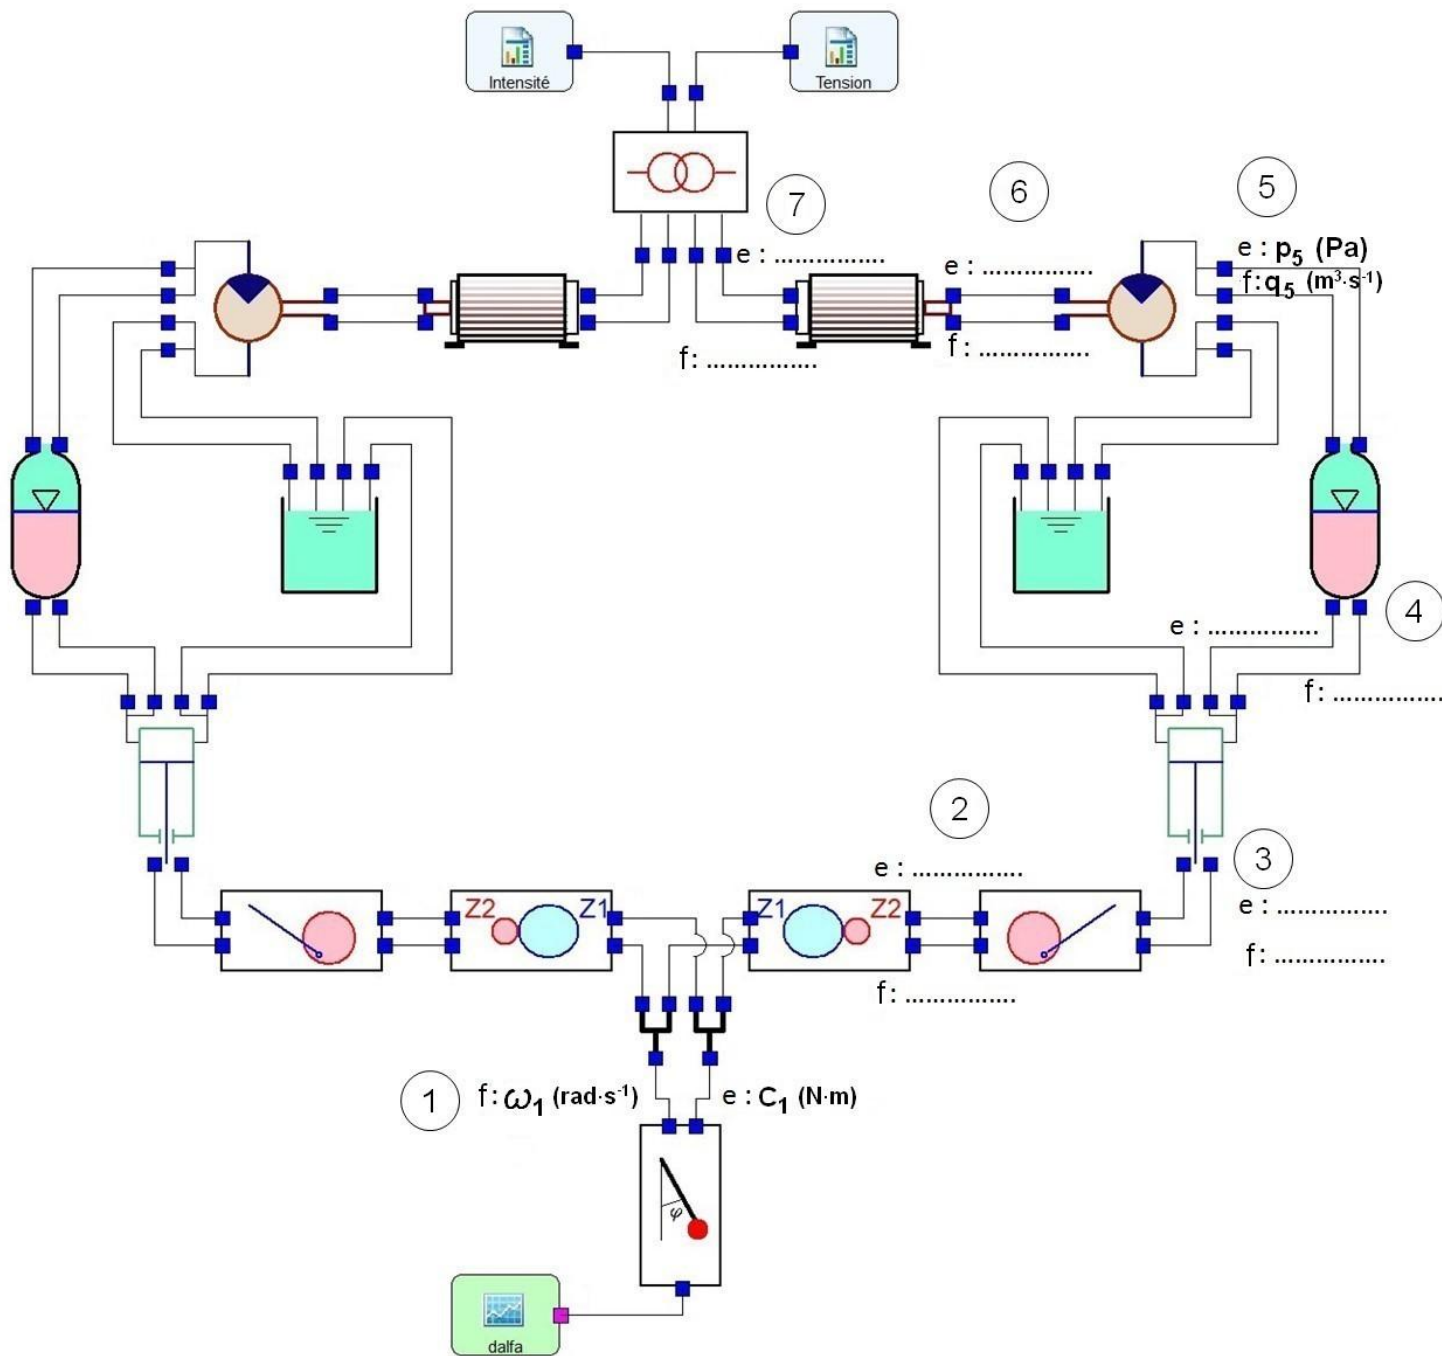 Intensité
Tension
7
6
5
e : ................
f: ................
e : ................
f: ................
e : p₅ (Pa)
f: q₅ (m³·s⁻¹)
4
e : ................
f: ................
2
e : ................
f: ................
3
e : ................
f: ................
Z2 Z1
Z1 Z2
1
f: ω₁ (rad·s⁻¹)
e : C₁ (N·m)
φ
dalfa